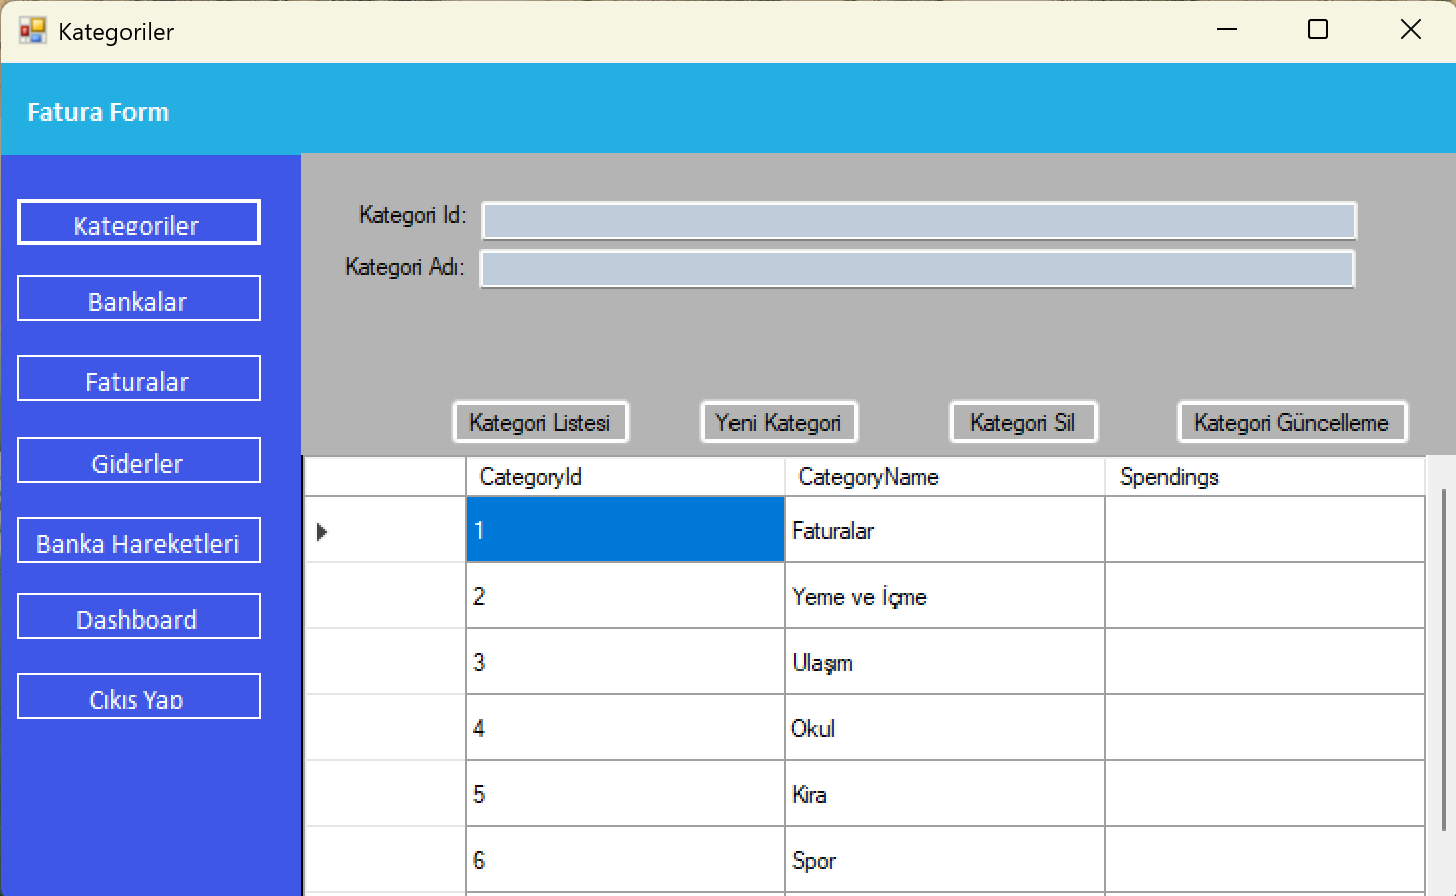 Kategoriler
Fatura Form
Kategoriler
Bankalar
Faturalar
Giderler
Banka Hareketleri
Dashboard
Çıkış Yap
Kategori Id:
Kategori Adı:
Kategori Listesi Yeni Kategori Kategori Sil Kategori Güncelleme
CategoryId CategoryName Spendings
1 Faturalar
2 Yeme ve İçme
3 Ulaşım
4 Okul
5 Kira
6 Spor